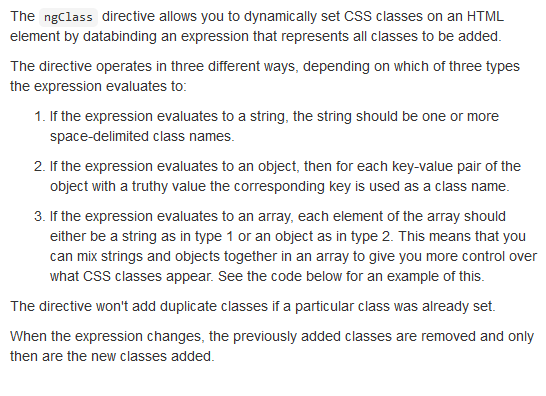 The ngClass directive allows you to dynamically set CSS classes on an HTML
element by databinding an expression that represents all classes to be added.
The directive operates in three different ways, depending on which of three types
the expression evaluates to:
1. If the expression evaluates to a string, the string should be one or more
space-delimited class names.
2. If the expression evaluates to an object, then for each key-value pair of the
object with a truthy value the corresponding key is used as a class name.
3. If the expression evaluates to an array, each element of the array should
either be a string as in type 1 or an object as in type 2. This means that you
can mix strings and objects together in an array to give you more control over
what CSS classes appear. See the code below for an example of this.
The directive won't add duplicate classes if a particular class was already set.
When the expression changes, the previously added classes are removed and only
then are the new classes added.